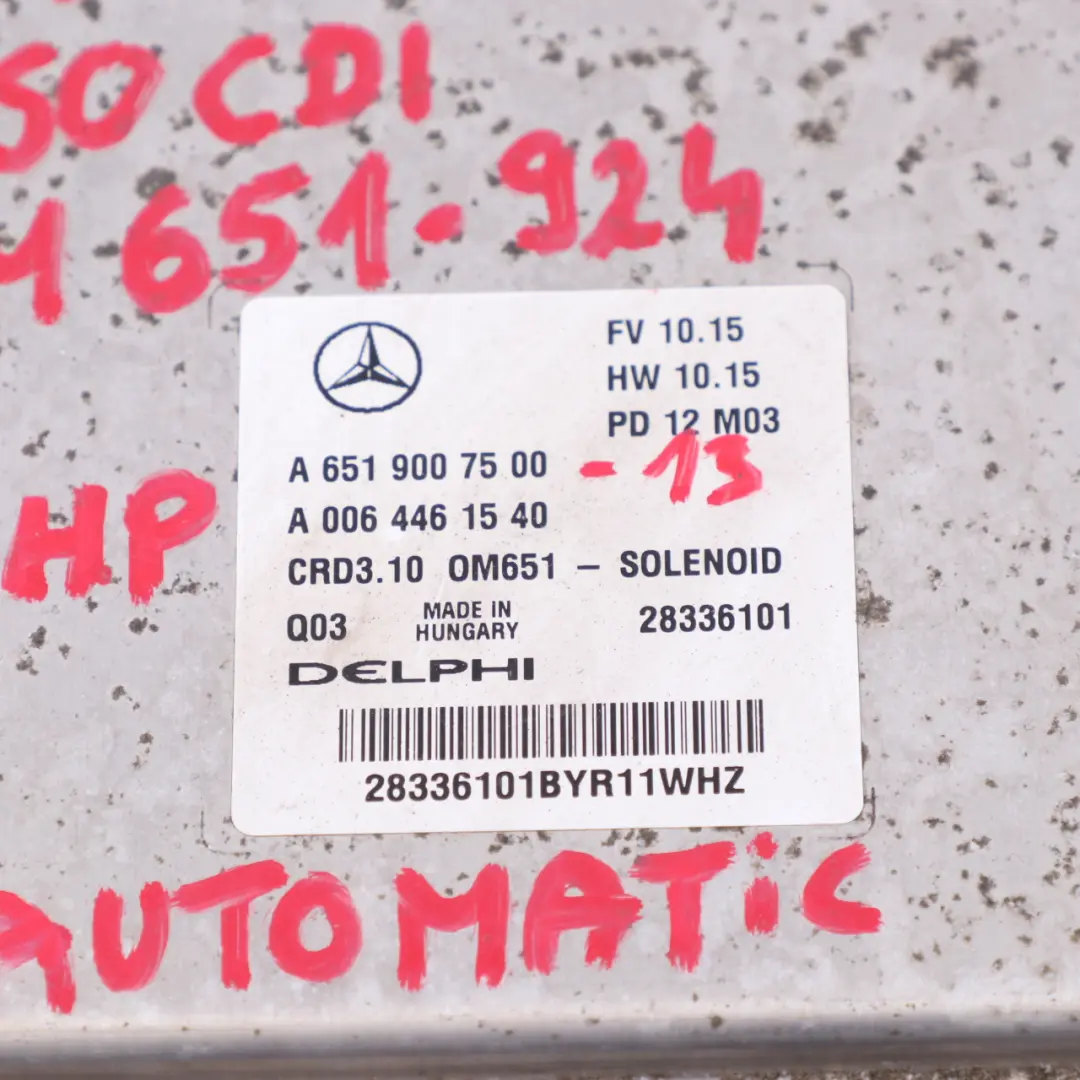 50 CDI
M 651.924
FV 10.15
HW 10.15
PD 12 M03
A 651 900 75 00 - 13
A 006 446 15 40
HP
CRD3.10 OM651 – SOLENOID
Q03 MADE IN HUNGARY 28336101
DELPHI
28336101BYR11WHZ
AUTOMATiC